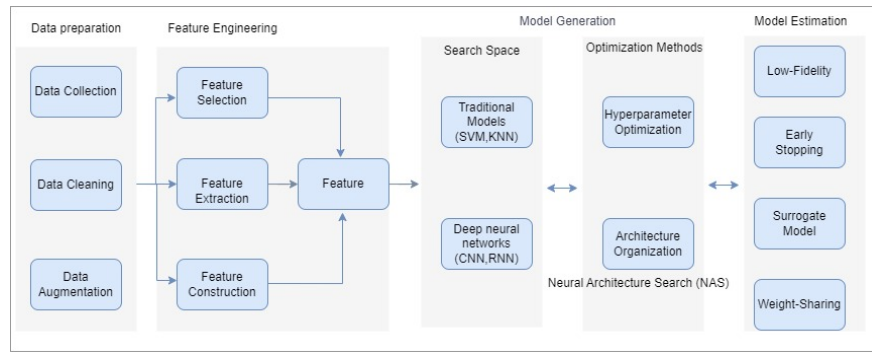 Data preparation
Feature Engineering
Model Generation
Model Estimation
Search Space
Optimization Methods
Data Collection
Data Cleaning
Data
Augmentation
Feature
Selection
Feature
Extraction
Feature
Construction
Feature
Traditional
Models
(SVM,KNN)
Deep neural
networks
(CNN,RNN)
Hyperparameter
Optimization
Architecture
Organization
Neural Architecture Search (NAS)
Low-Fidelity
Early
Stopping
Surrogate
Model
Weight-Sharing